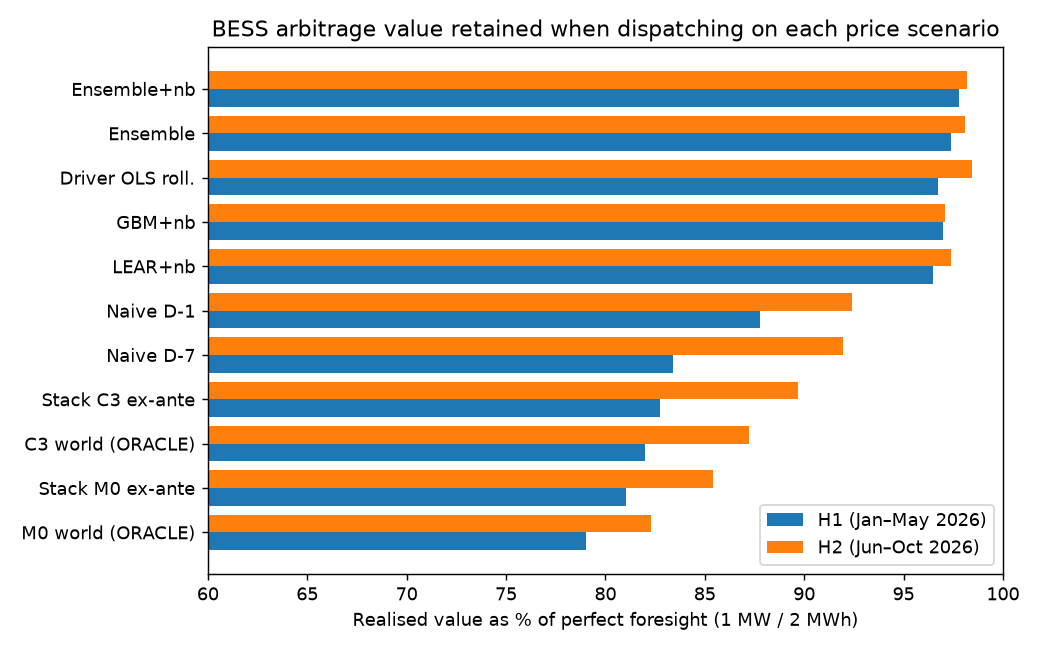 BESS arbitrage value retained when dispatching on each price scenario
Ensemble+nb
Ensemble
Driver OLS roll.
GBM+nb
LEAR+nb
Naive D-1
Naive D-7
Stack C3 ex-ante
C3 world (ORACLE)
Stack M0 ex-ante
M0 world (ORACLE)
H1 (Jan–May 2026)
H2 (Jun–Oct 2026)
60 65 70 75 80 85 90 95 100
Realised value as % of perfect foresight (1 MW / 2 MWh)